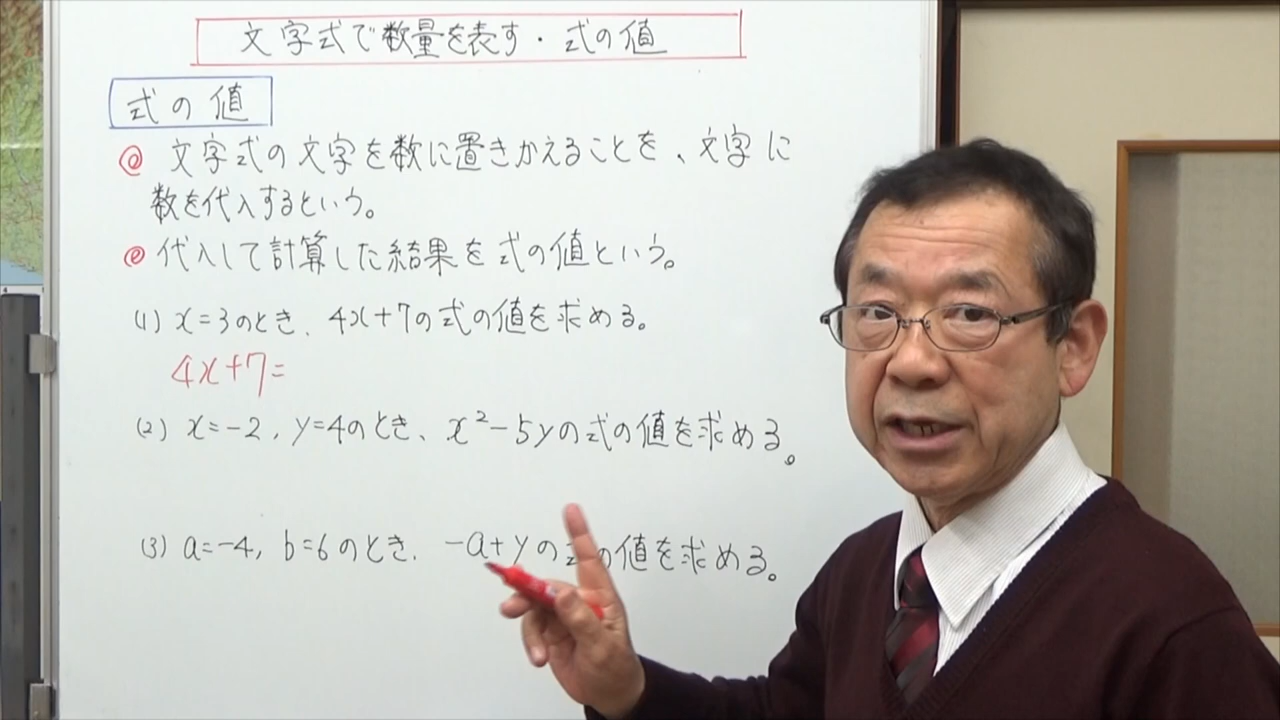 文字式で数量を表す・式の値
式の値
@ 文字式の文字を数に置きかえることを、文字に
数を代入するという。
@ 代入して計算した結果を式の値という。
(1) x=3のとき、4x+7の式の値を求める。
4x+7=
(2) x=-2, y=4のとき、x²-5yの式の値を求める。
(3) a=-4, b=6のとき、-a+yの式の値を求める。